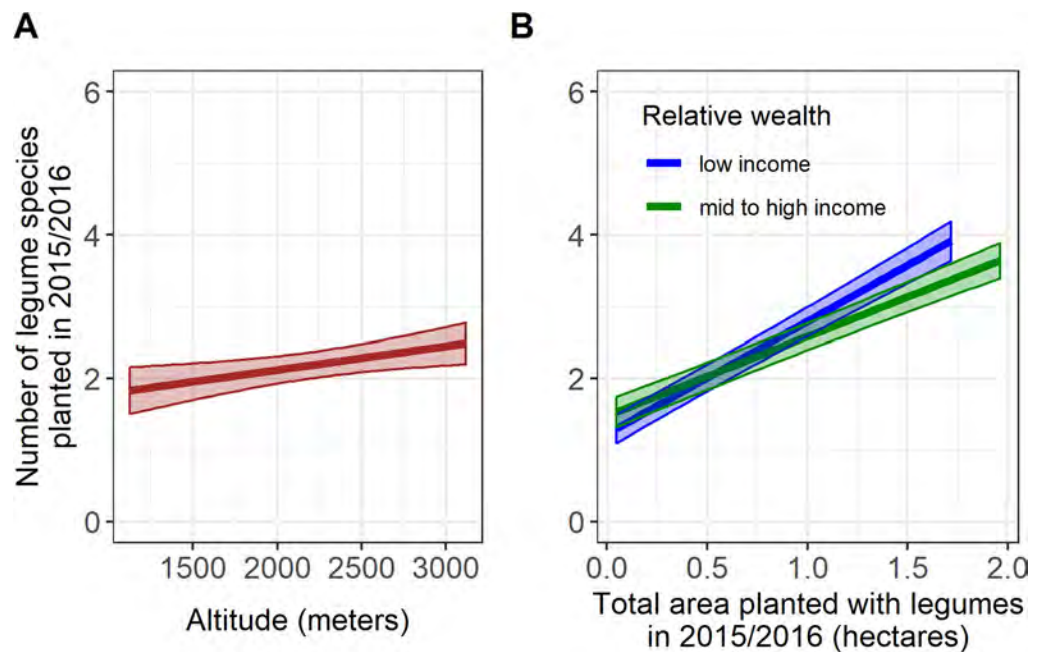 A
Number of legume species
planted in 2015/2016
6
4
2
0
1500 2000 2500 3000
Altitude (meters)
B
6
4
2
0
Relative wealth
low income
mid to high income
0.0 0.5 1.0 1.5 2.0
Total area planted with legumes
in 2015/2016 (hectares)